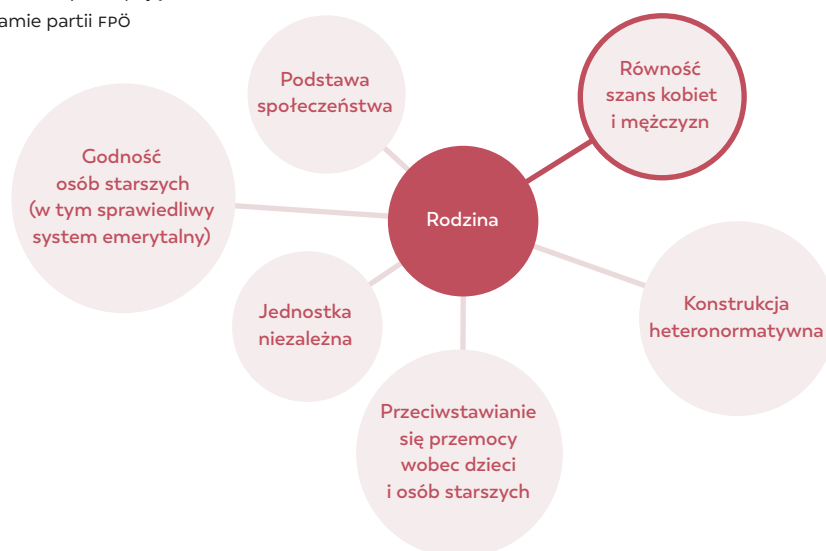 amie partii FPÖ
Podstawa
społeczeństwa
Równość
szans kobiet
i mężczyzn
Godność
osób starszych
(w tym sprawiedliwy
system emerytalny)
Rodzina
Jednostka
niezależna
Konstrukcja
heteronormatywna
Przeciwstawianie
się przemocy
wobec dzieci
i osób starszych